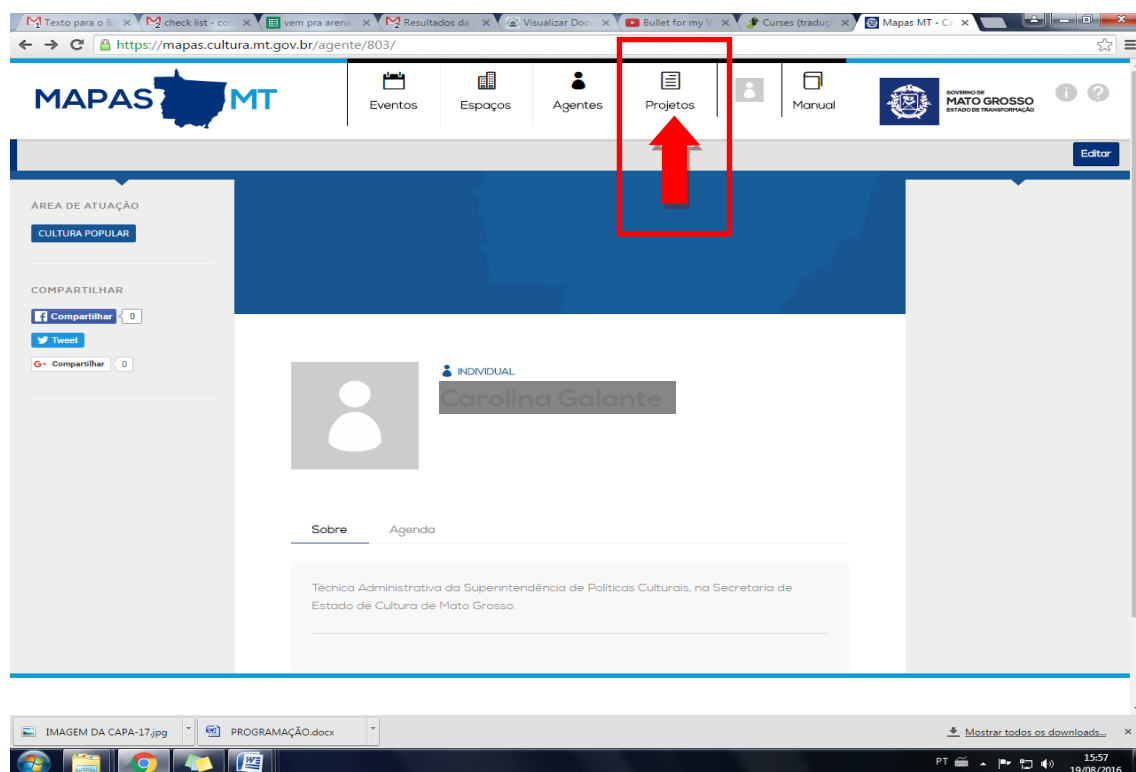 Texto para o B
check list - coo
vem pra arena
Resultados da
Visualizar Docu
Bullet for my V
Curses (traduçã
Mapas MT - Ca
https://mapas.cultura.mt.gov.br/agente/803/
MAPAS MT
Eventos
Espaços
Agentes
Projetos
Manual
GOVERNO DE
MATO GROSSO
ESTADO DE TRANSFORMAÇÃO
Editar
ÁREA DE ATUAÇÃO
CULTURA POPULAR
COMPARTILHAR
Compartilhar 0
Tweet
G+ Compartilhar 0
INDIVIDUAL
Carolina Galante
Sobre Agenda
Técnica Administrativa da Superintendência de Políticas Culturais, na Secretaria de
Estado de Cultura de Mato Grosso.
IMAGEM DA CAPA-17.jpg
PROGRAMAÇÃO.docx
Mostrar todos os downloads...
PT
15:57
19/08/2016